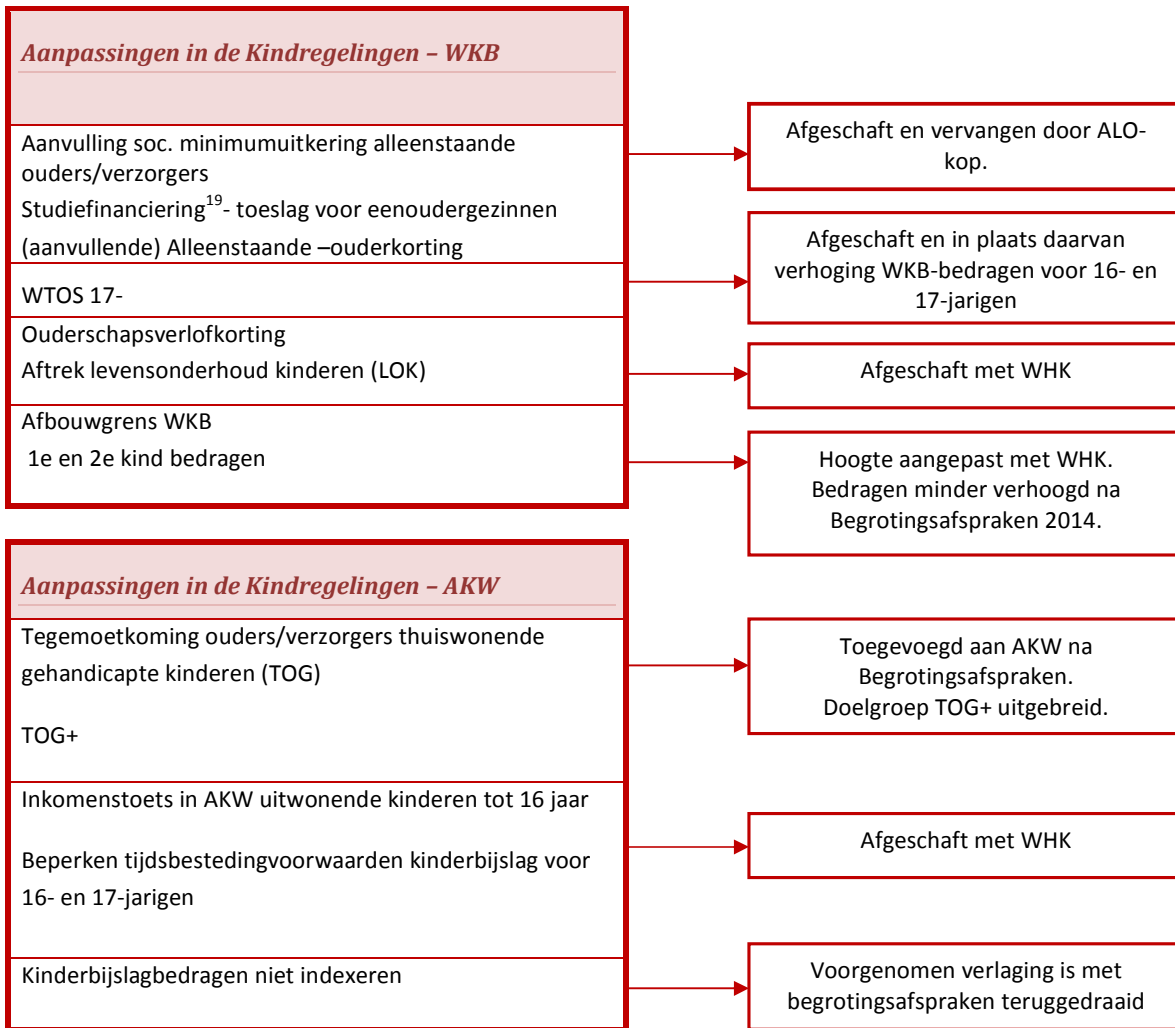 Aanpassingen in de Kindregelingen – WKB
Aanvulling soc. minimumuitkering alleenstaande
ouders/verzorgers
Studiefinanciering19- toeslag voor eenoudergezinnen
(aanvullende) Alleenstaande –ouderkorting
Afgeschaft en vervangen door ALO-
kop.
WTOS 17-
Afgeschaft en in plaats daarvan
verhoging WKB-bedragen voor 16- en
17-jarigen
Ouderschapsverlofkorting
Aftrek levensonderhoud kinderen (LOK)
Afgeschaft met WHK
Afbouwgrens WKB
1e en 2e kind bedragen
Hoogte aangepast met WHK.
Bedragen minder verhoogd na
Begrotingsafspraken 2014.
Aanpassingen in de Kindregelingen – AKW
Tegemoetkoming ouders/verzorgers thuiswonende
gehandicapte kinderen (TOG)
TOG+
Toegevoegd aan AKW na
Begrotingsafspraken.
Doelgroep TOG+ uitgebreid.
Inkomenstoets in AKW uitwonende kinderen tot 16 jaar
Beperken tijdsbestedingvoorwaarden kinderbijslag voor
16- en 17-jarigen
Afgeschaft met WHK
Kinderbijslagbedragen niet indexeren
Voorgenomen verlaging is met
begrotingsafspraken teruggedraaid